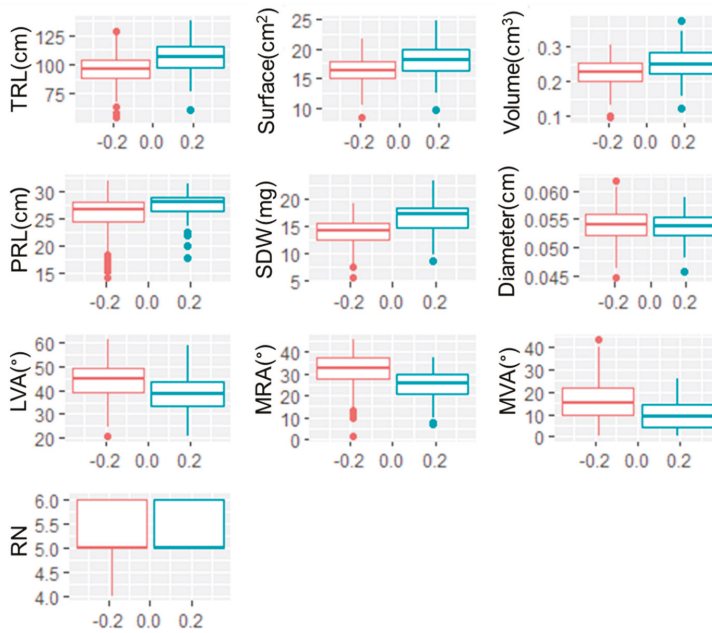 TRL(cm)
125
100
75
-0.2 0.0 0.2
Surface(cm²)
25
20
15
10
-0.2 0.0 0.2
Volume(cm³)
0.3
0.2
0.1
-0.2 0.0 0.2
PRL(cm)
30
25
20
15
-0.2 0.0 0.2
SDW(mg)
20
15
10
5
-0.2 0.0 0.2
Diameter(cm)
0.060
0.055
0.050
0.045
-0.2 0.0 0.2
LVA(°)
60
50
40
30
20
-0.2 0.0 0.2
MRA(°)
40
30
20
10
0
-0.2 0.0 0.2
MVA(°)
40
30
20
10
0
-0.2 0.0 0.2
RN
6.0
5.5
5.0
4.5
4.0
-0.2 0.0 0.2